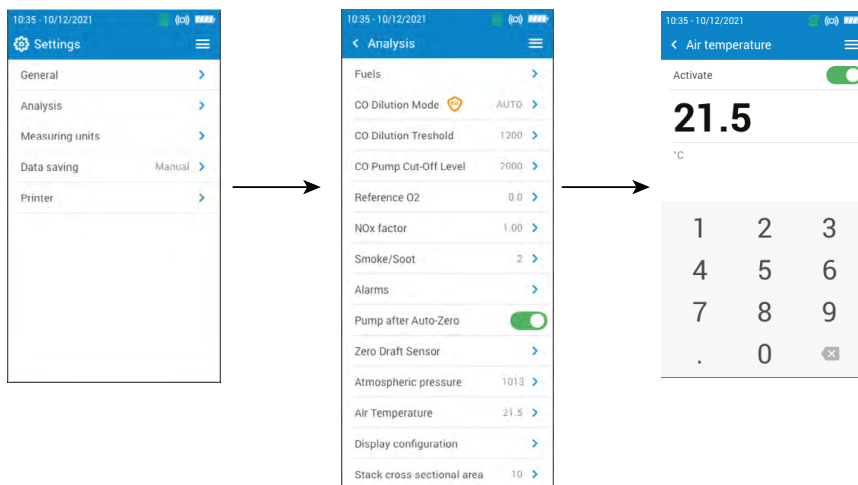 10:35 - 10/12/2021
Settings
General
Analysis
Measuring units
Data saving Manual
Printer
10:35 - 10/12/2021
Analysis
Fuels
CO Dilution Mode AUTO
CO Dilution Treshold 1200
CO Pump Cut-Off Level 2000
Reference O2 0.0
NOx factor 1.00
Smoke/Soot 2
Alarms
Pump after Auto-Zero
Zero Draft Sensor
Atmospheric pressure 1013
Air Temperature 21.5
Display configuration
Stack cross sectional area 10
10:35 - 10/12/2021
Air temperature
Activate
21.5
°C
1 2 3
4 5 6
7 8 9
. 0